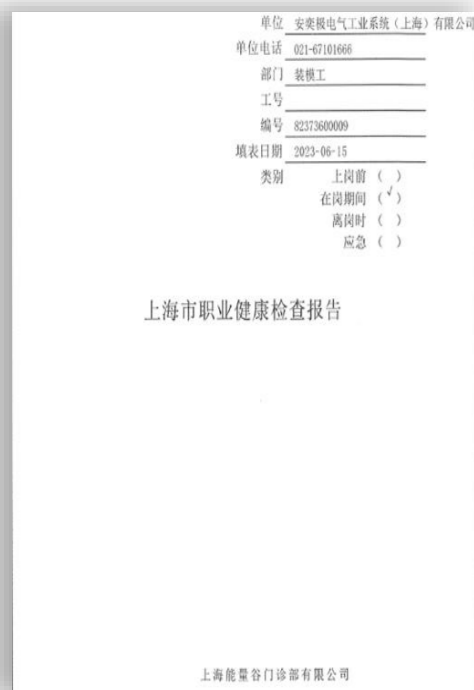 单位 安奕极电气工业系统（上海）有限公司
单位电话 021-67101666
部门 装模工
工号
编号 82373600009
填表日期 2023-06-15
类别 上岗前 （ ）
在岗期间 （√）
离岗时 （ ）
应急 （ ）
上海市职业健康检查报告
上海能量谷门诊部有限公司